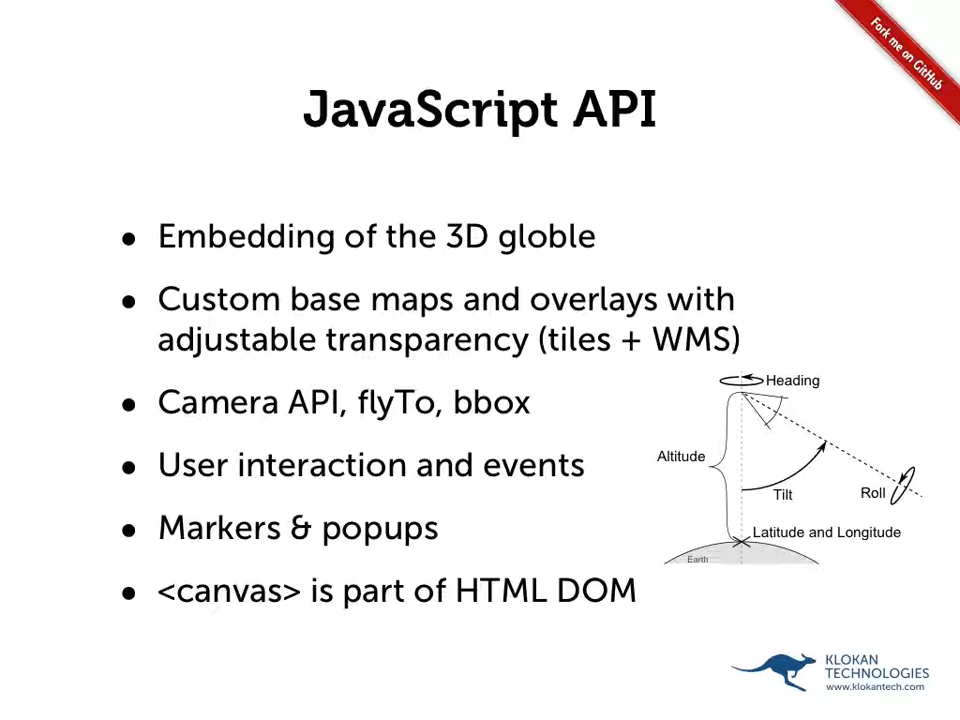 Fork me on GitHub
JavaScript API
• Embedding of the 3D globle
• Custom base maps and overlays with
adjustable transparency (tiles + WMS)
• Camera API, flyTo, bbox
• User interaction and events
• Markers & popups
• <canvas> is part of HTML DOM
Heading
Altitude
Tilt
Roll
Latitude and Longitude
Earth
KLOKAN
TECHNOLOGIES
www.klokantech.com